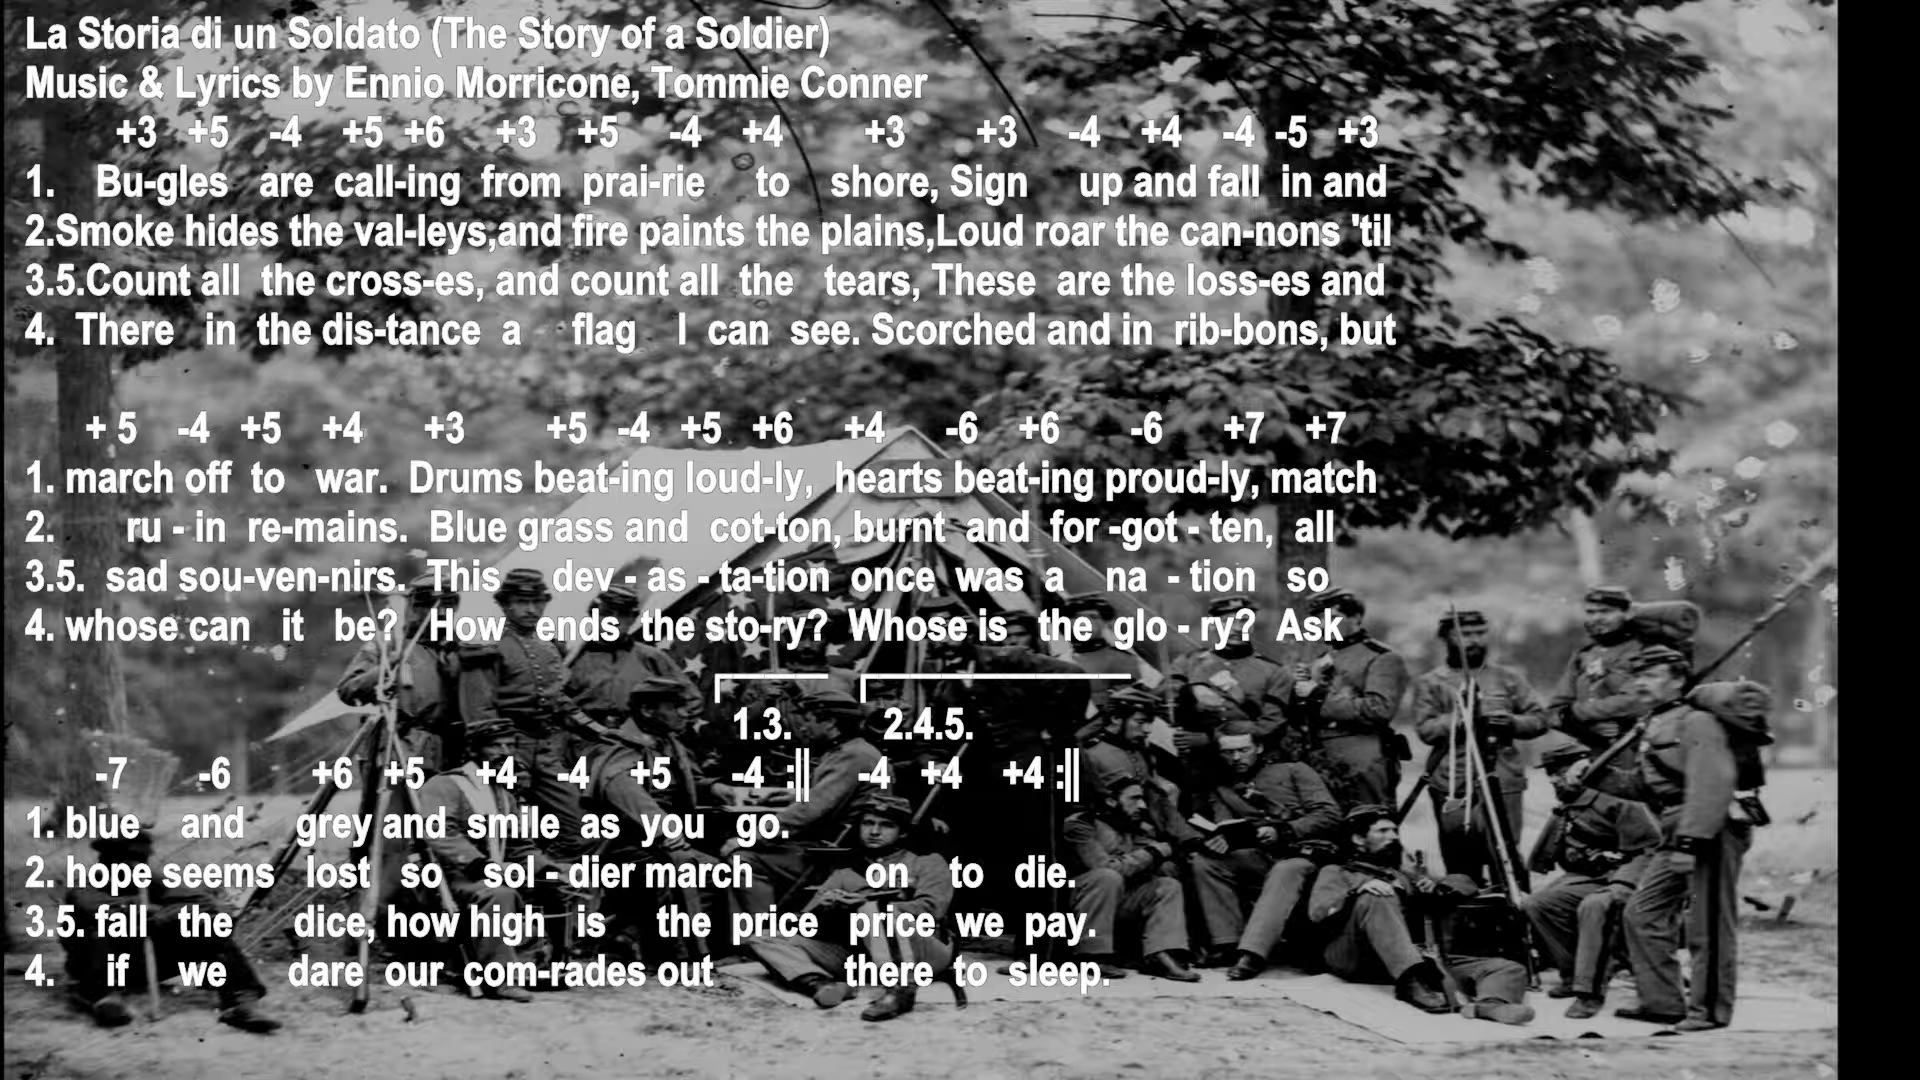 La Storia di un Soldato (The Story of a Soldier)
Music & Lyrics by Ennio Morricone, Tommie Conner
+3 +5 -4 +5 +6 +3 +5 -4 +4 +3 +3 -4 +4 -4 -5 +3
1. Bu-gles are call-ing from prai-rie to shore, Sign up and fall in and
2.Smoke hides the val-leys,and fire paints the plains,Loud roar the can-nons 'til
3.5.Count all the cross-es, and count all the tears, These are the loss-es and
4. There in the dis-tance a flag I can see. Scorched and in rib-bons, but
+ 5 -4 +5 +4 +3 +5 -4 +5 +6 +4 -6 +6 -6 +7 +7
1. march off to war. Drums beat-ing loud-ly, hearts beat-ing proud-ly, match
2. ru - in re-mains. Blue grass and cot-ton, burnt and for -got - ten, all
3.5. sad sou-ven-nirs. This dev - as - ta-tion once was a na - tion so
4. whose can it be? How ends the sto-ry? Whose is the glo - ry? Ask
1.3. 2.4.5.
-7 -6 +6 +5 +4 -4 +5 -4 :‖ -4 +4 +4 :‖
1. blue and grey and smile as you go.
2. hope seems lost so sol - dier march on to die.
3.5. fall the dice, how high is the price price we pay.
4. if we dare our com-rades out there to sleep.